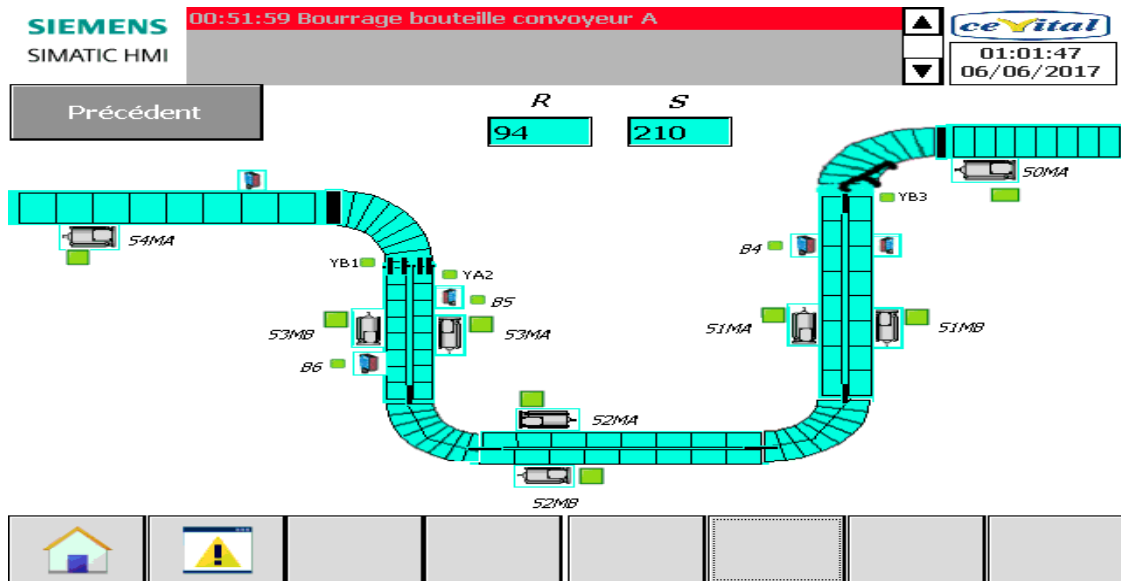 SIEMENS
SIMATIC HMI
00:51:59 Bourrage bouteille convoyeur A
cevital
01:01:47
06/06/2017
Précédent
R
S
94
210
50MA
YB3
54MA
B4
YB1
YA2
B5
53MB
53MA
51MA
51MB
B6
52MA
52MB